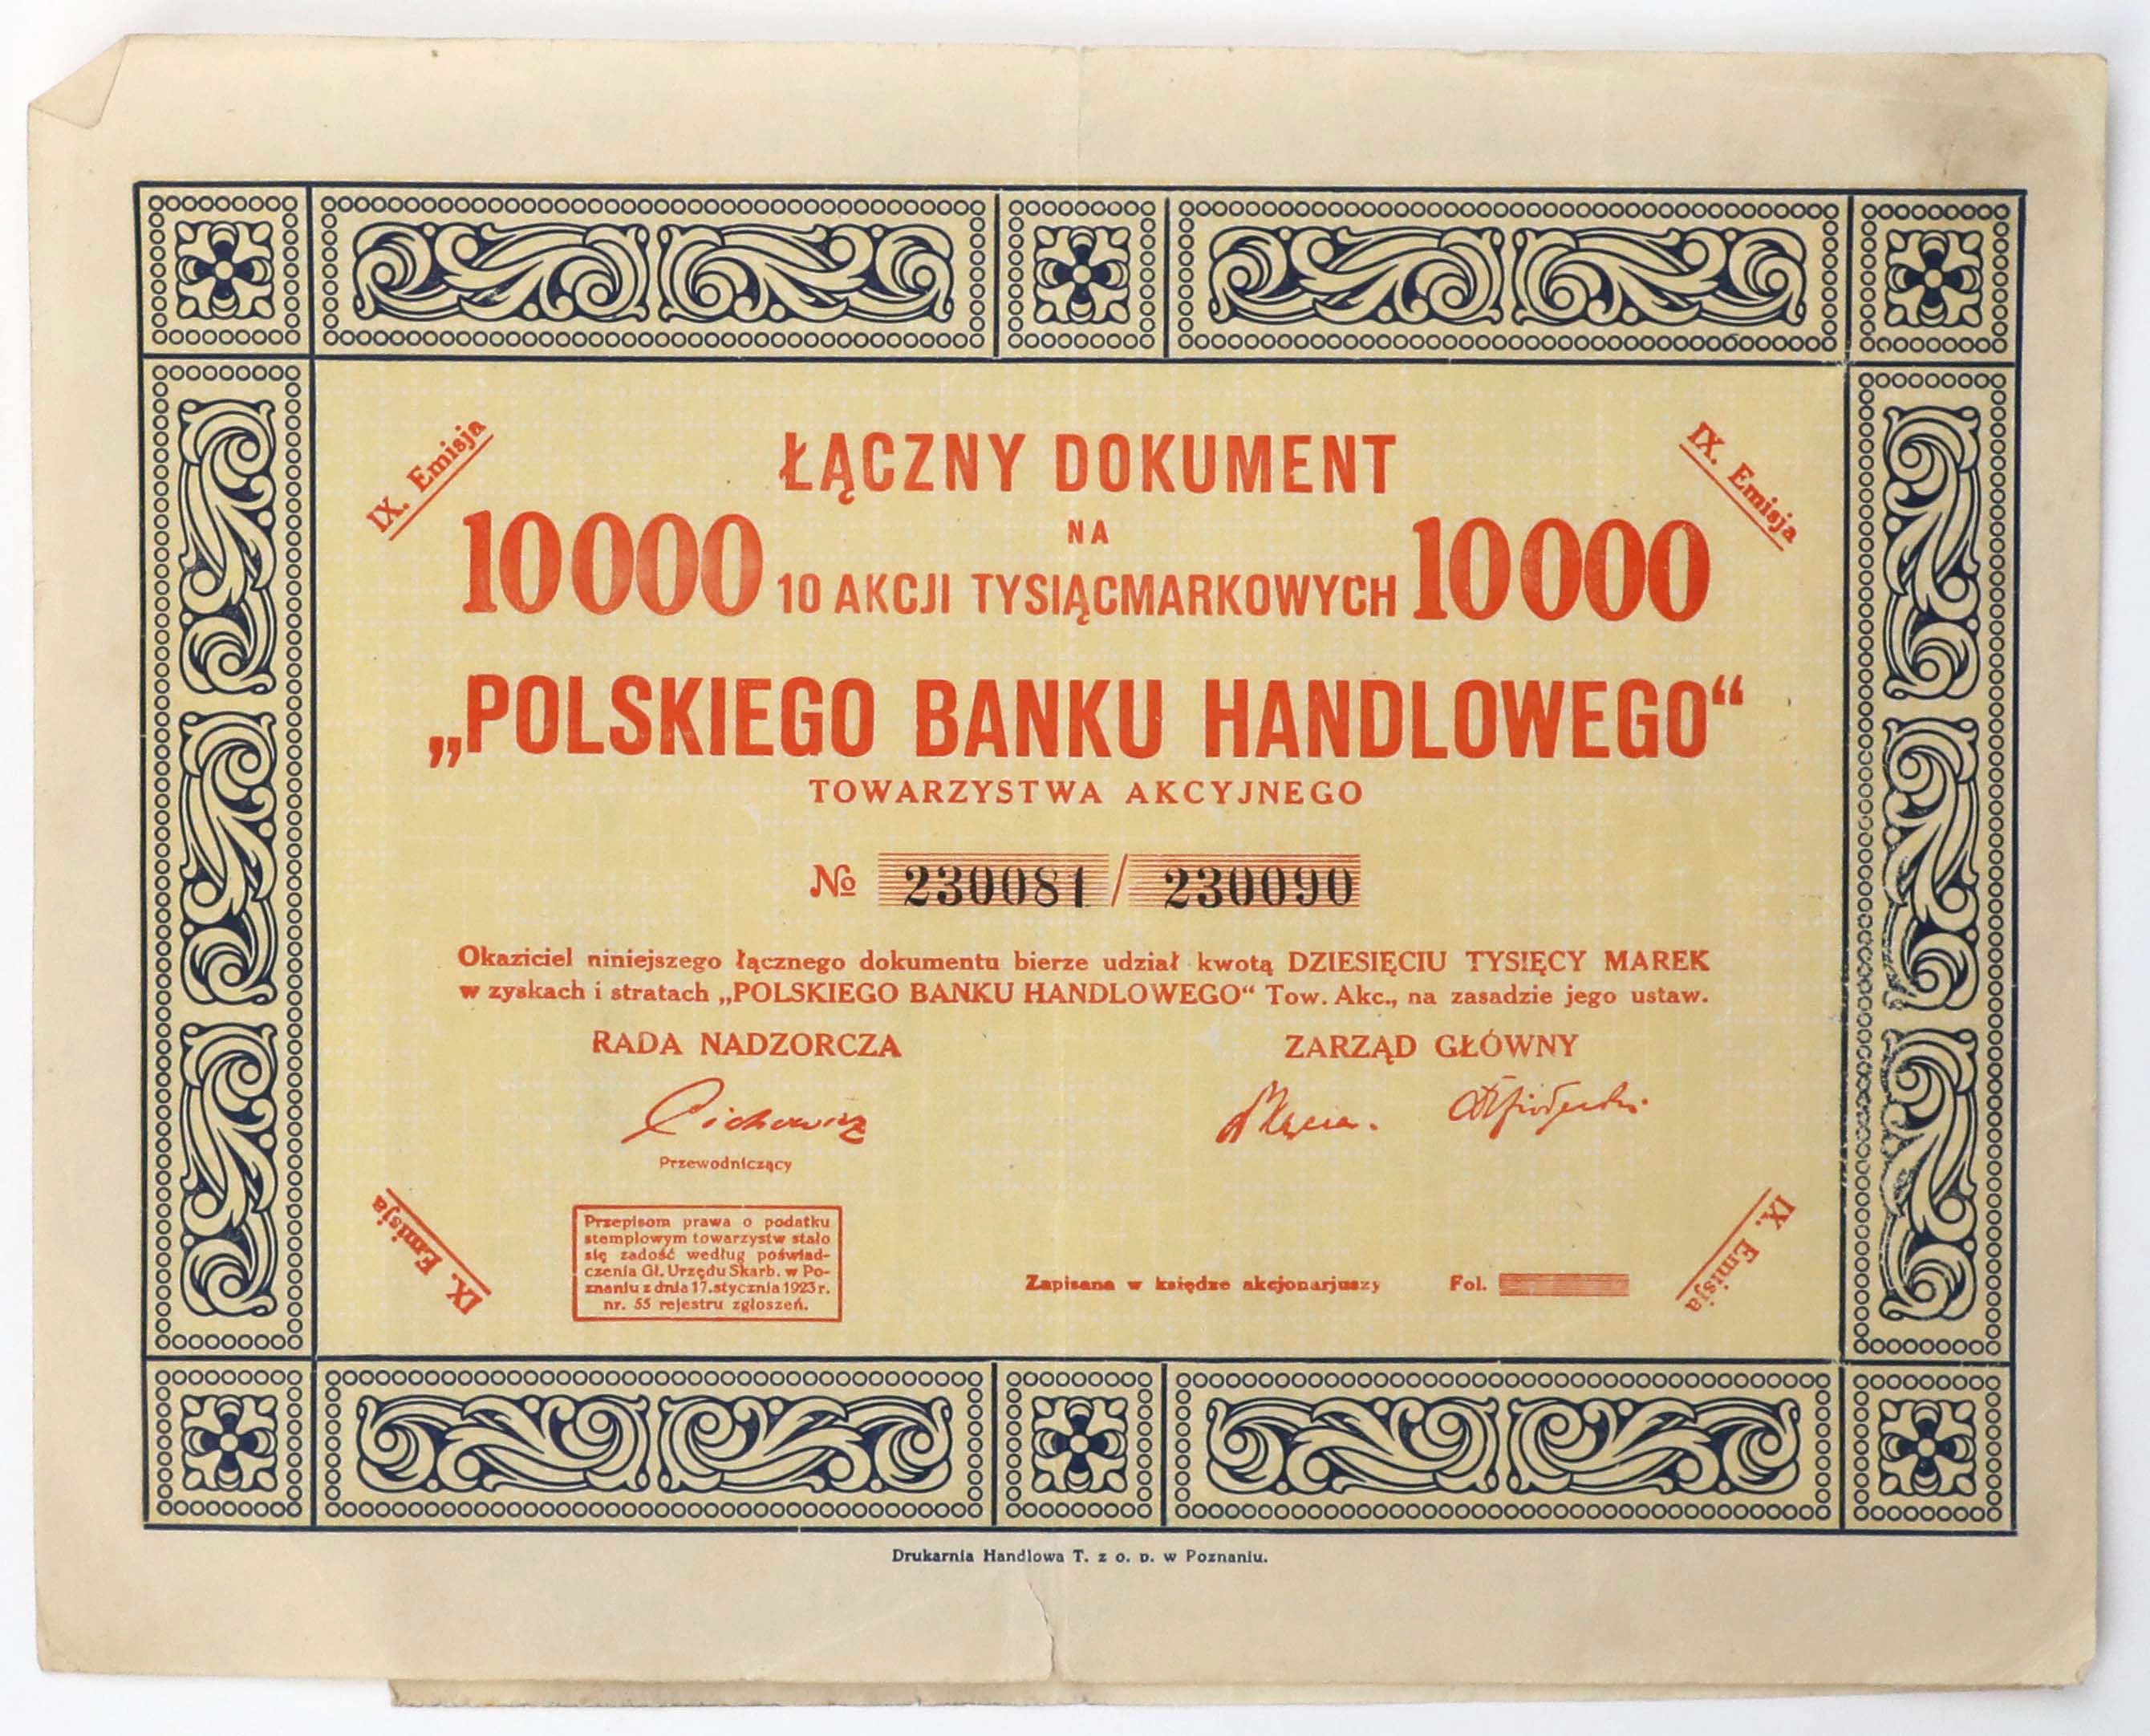 IX. Emisja
IX. Emisja
ŁĄCZNY DOKUMENT
NA
10000 10 AKCJI TYSIĄCMARKOWYCH 10000
„POLSKIEGO BANKU HANDLOWEGO“
TOWARZYSTWA AKCYJNEGO
No 230081 / 230090
Okaziciel niniejszego łącznego dokumentu bierze udział kwotą DZIESIĘCIU TYSIĘCY MAREK
w zyskach i stratach „POLSKIEGO BANKU HANDLOWEGO“ Tow. Akc., na zasadzie jego ustaw.
RADA NADZORCZA
ZARZĄD GŁÓWNY
Cichowicz
Przewodniczący
IX. Emisja
IX. Emisja
Przepisom prawa o podatku
stemplowym towarzystw stało
się zadość według poświad-
czenia Gł. Urzędu Skarb. w Po-
znaniu z dnia 17. stycznia 1923 r.
nr. 55 rejestru zgłoszeń.
Zapisana w księdze akcjonarjuszy Fol.
Drukarnia Handlowa T. z o. p. w Poznaniu.